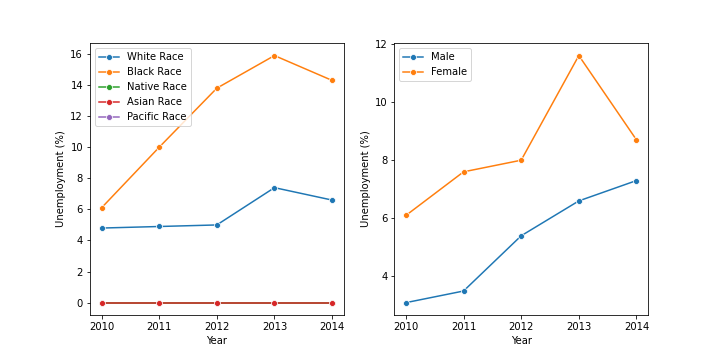 White Race
Black Race
Native Race
Asian Race
Pacific Race
16
14
12
10
8
6
4
2
0
Unemployment (%)
2010 2011 2012 2013 2014
Year
Male
Female
12
10
8
6
4
Unemployment (%)
2010 2011 2012 2013 2014
Year